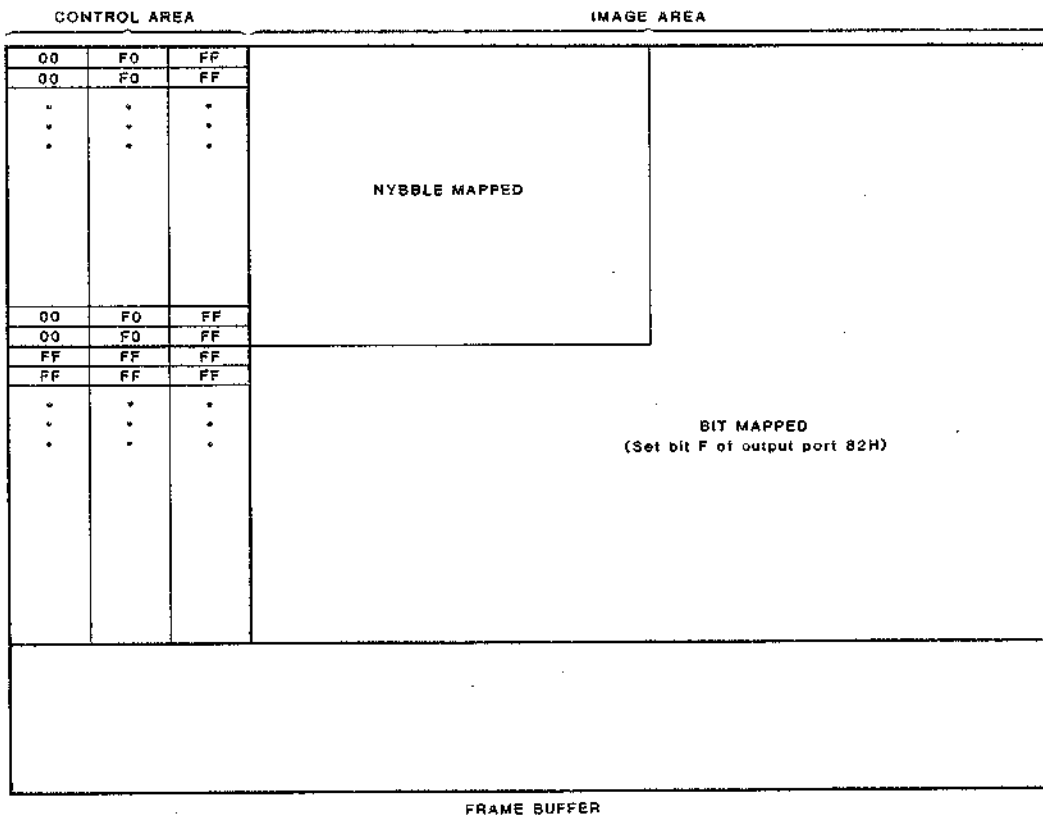 CONTROL AREA IMAGE AREA
00 F0 FF
00 F0 FF
NYBBLE MAPPED
00 F0 FF
00 F0 FF
FF FF FF
FF FF FF
BIT MAPPED
(Set bit F of output port 82H)
FRAME BUFFER